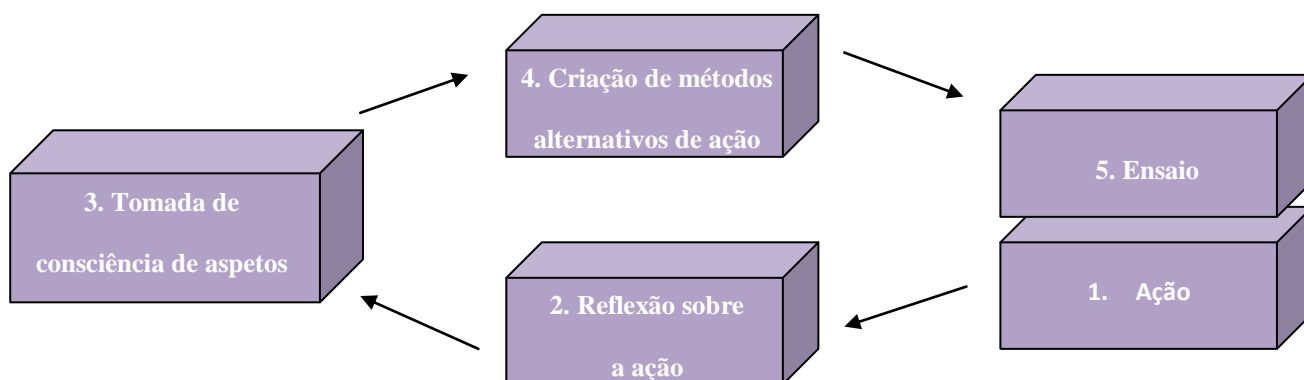 4. Criação de métodos
alternativos de ação
5. Ensaio
3. Tomada de
consciência de aspetos
2. Reflexão sobre
a ação
1. Ação